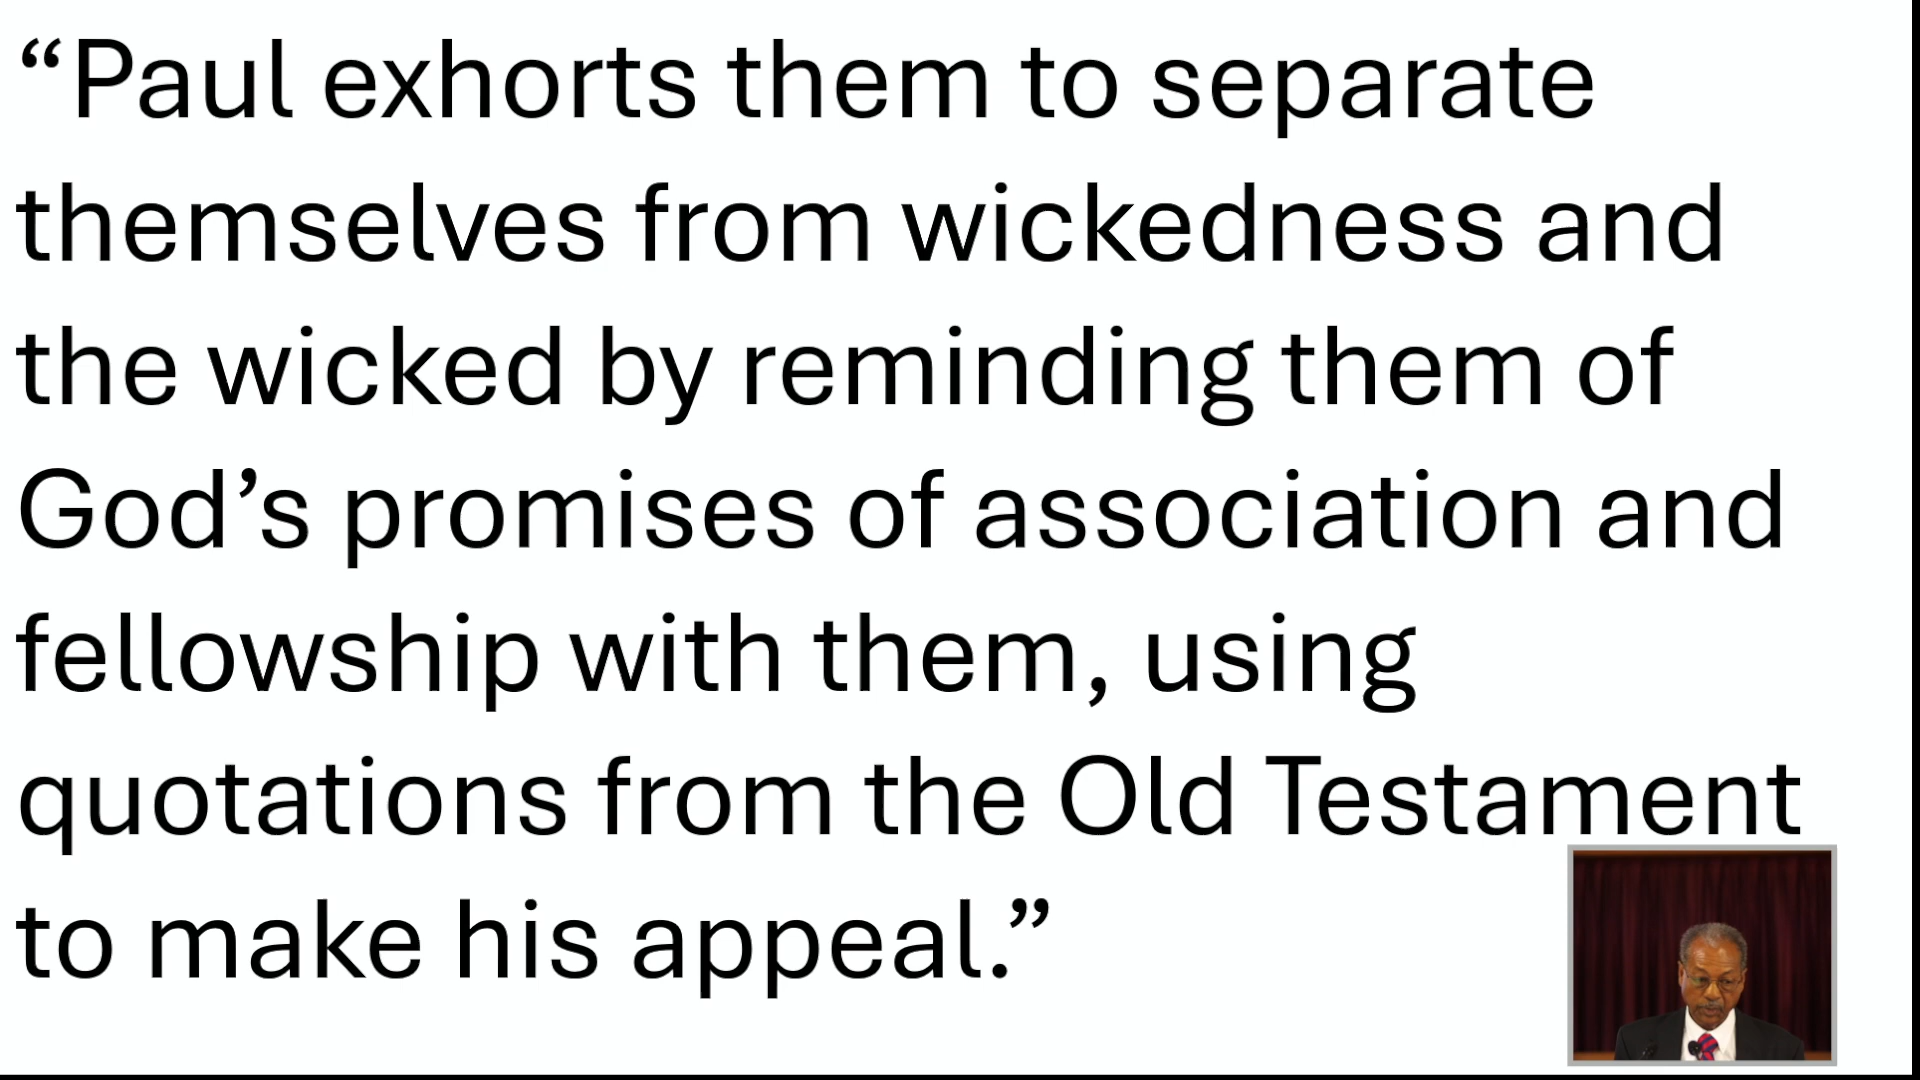 “Paul exhorts them to separate
themselves from wickedness and
the wicked by reminding them of
God’s promises of association and
fellowship with them, using
quotations from the Old Testament
to make his appeal.”